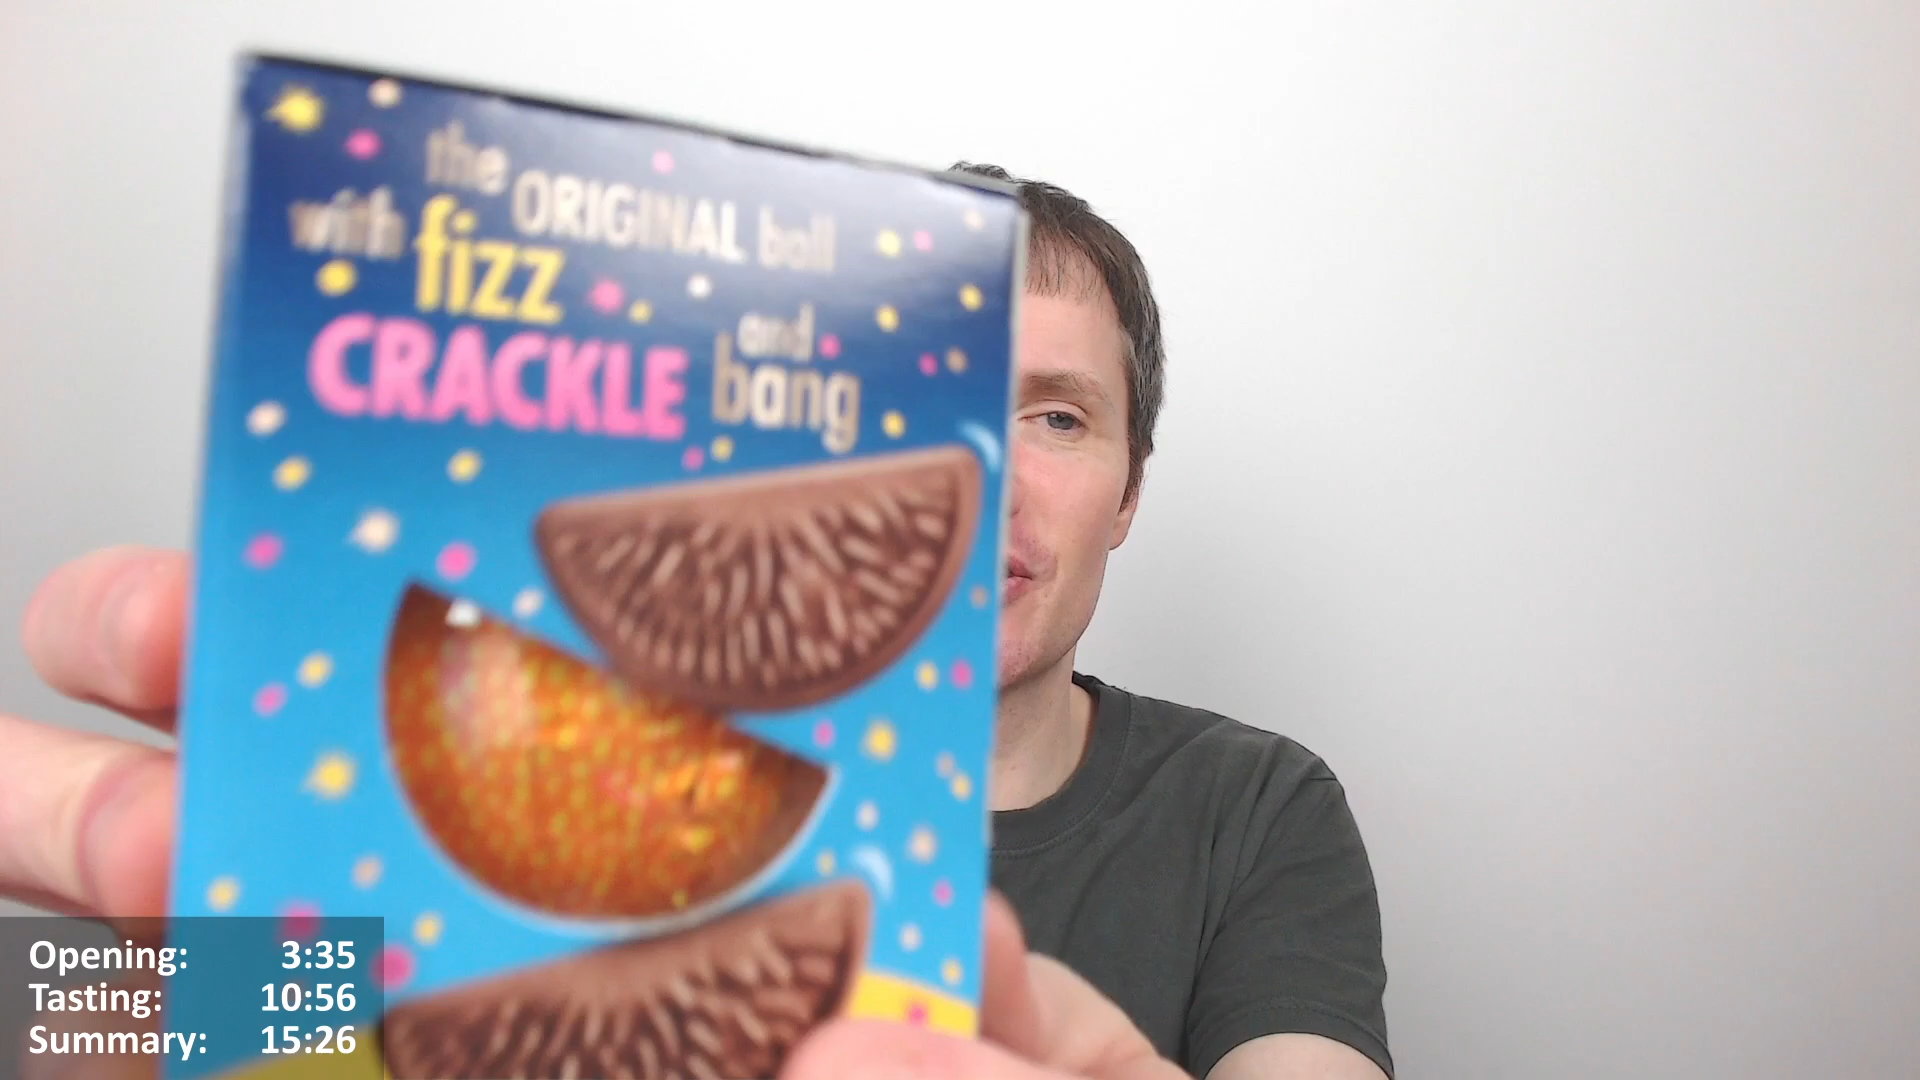 the ORIGINAL ball
with fizz
CRACKLE and bang
Opening: 3:35
Tasting: 10:56
Summary: 15:26